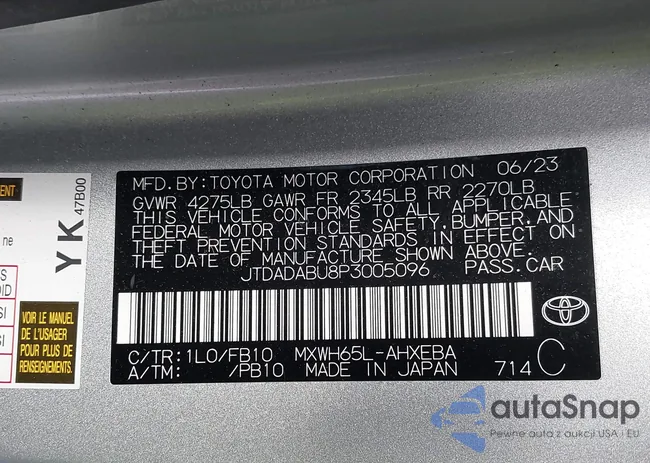 MFD. BY: TOYOTA MOTOR CORPORATION 06/23
GVWR 4275LB GAWR FR 2345LB RR 2270LB
THIS VEHICLE CONFORMS TO ALL APPLICABLE
FEDERAL MOTOR VEHICLE SAFETY, BUMPER, AND
THEFT PREVENTION STANDARDS IN EFFECT ON
THE DATE OF MANUFACTURE SHOWN ABOVE.
JTDADABU8P3005096 PASS. CAR
C/TR: 1L0/FB10 MXWH65L-AHXEBA
A/TM: /PB10 MADE IN JAPAN 714 C
YK
47B00
ne
VOIR LE MANUEL
DE L'USAGER
POUR PLUS DE
RENSEIGNEMENTS
autaSnap
Pewne auta z aukcji USA i EU